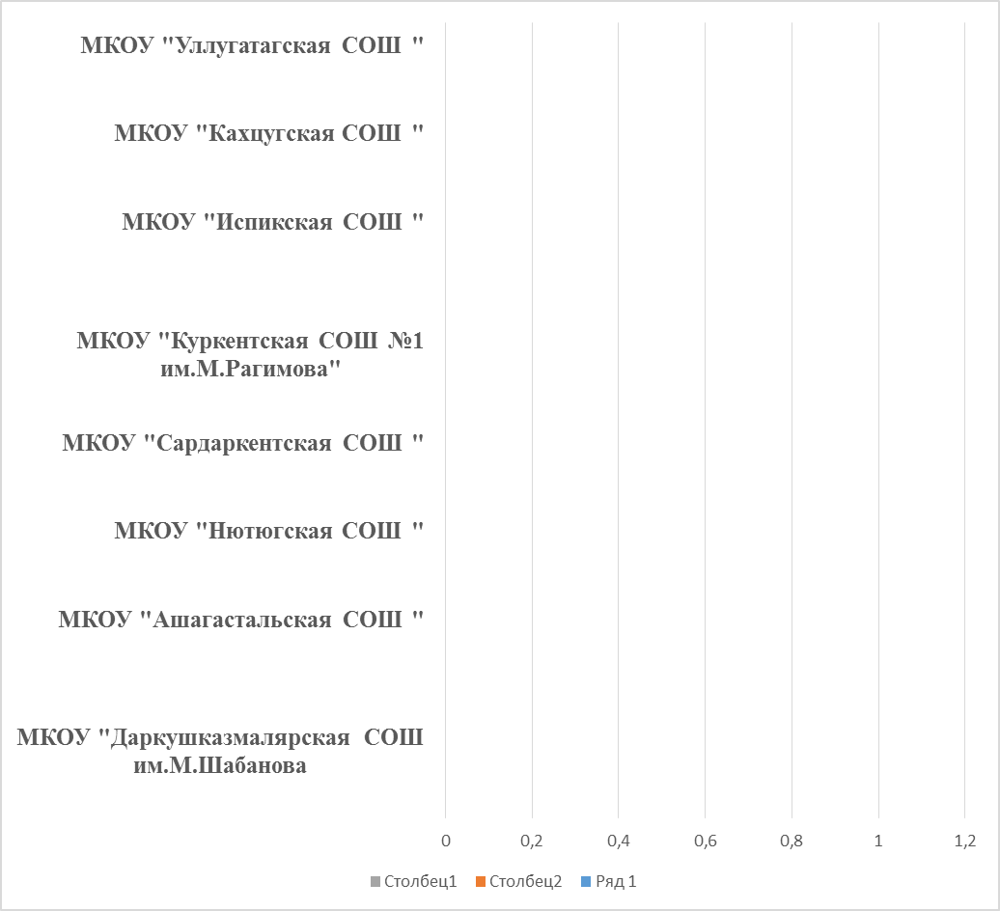 МКОУ "Уллугатагская СОШ "
МКОУ "Кахцугская СОШ "
МКОУ "Испикская СОШ "
МКОУ "Куркентская СОШ №1
им.М.Рагимова"
МКОУ "Сардаркентская СОШ "
МКОУ "Нютюгская СОШ "
МКОУ "Ашагастальская СОШ "
МКОУ "Даркушказмалярская СОШ
им.М.Шабанова
0 0,2 0,4 0,6 0,8 1 1,2
Столбец1 Столбец2 Ряд 1